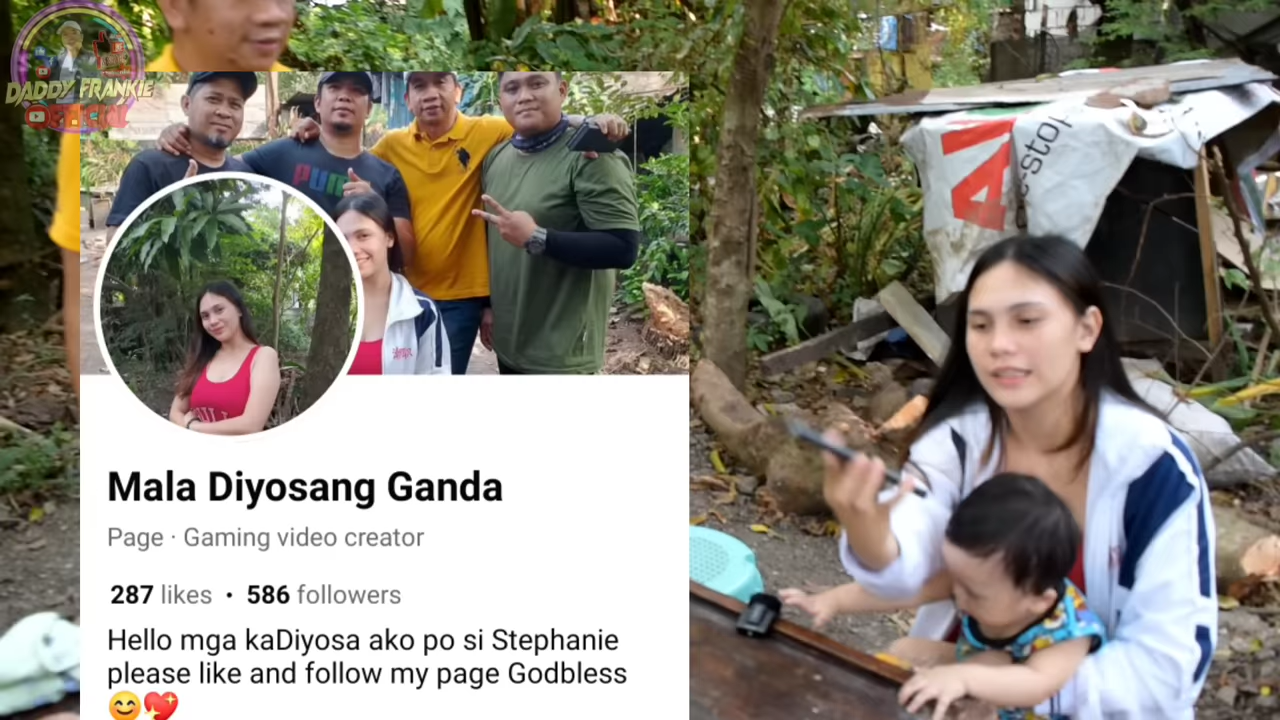 DADDY FRANKIE
OFFICIAL
PUMA
A
e-stop
Mala Diyosang Ganda
Page · Gaming video creator
287 likes • 586 followers
Hello mga kaDiyosa ako po si Stephanie
please like and follow my page Godbless
😊💖